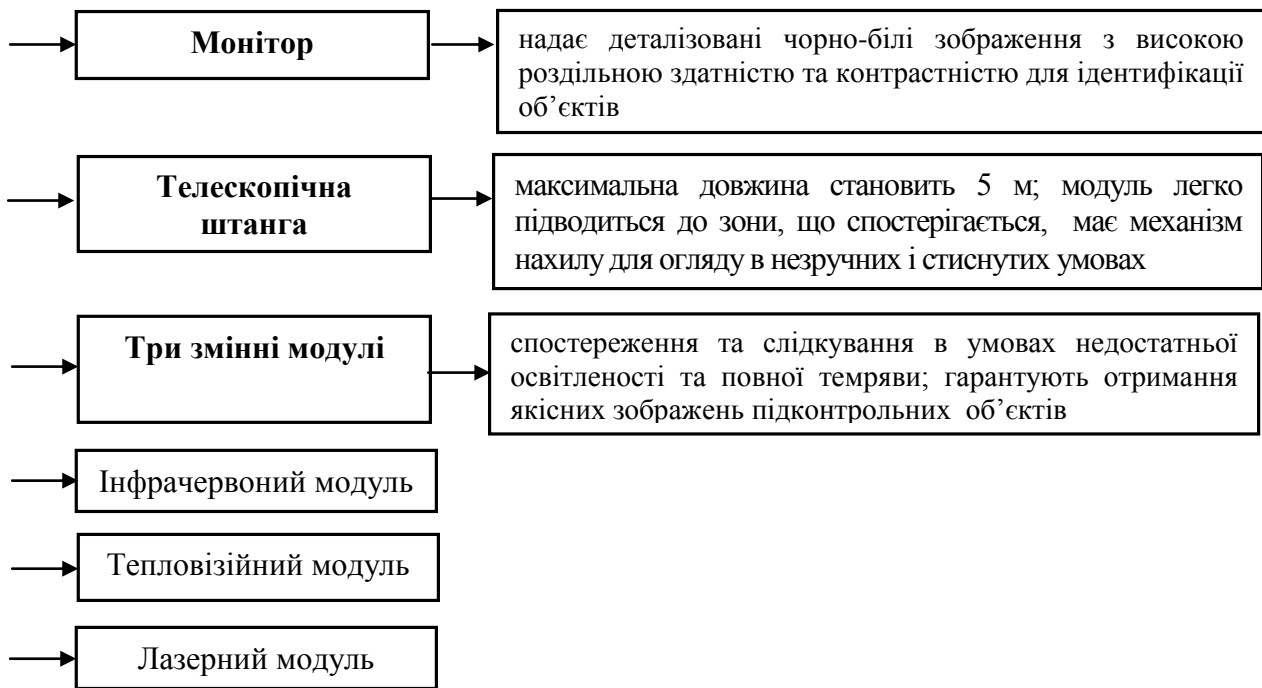 Монітор
надає деталізовані чорно-білі зображення з високою
роздільною здатністю та контрастністю для ідентифікації
об’єктів
Телескопічна
штанга
максимальна довжина становить 5 м; модуль легко
підводиться до зони, що спостерігається, має механізм
нахилу для огляду в незручних і стиснутих умовах
Три змінні модулі
спостереження та слідкування в умовах недостатньої
освітленості та повної темряви; гарантують отримання
якісних зображень підконтрольних об’єктів
Інфрачервоний модуль
Тепловізійний модуль
Лазерний модуль